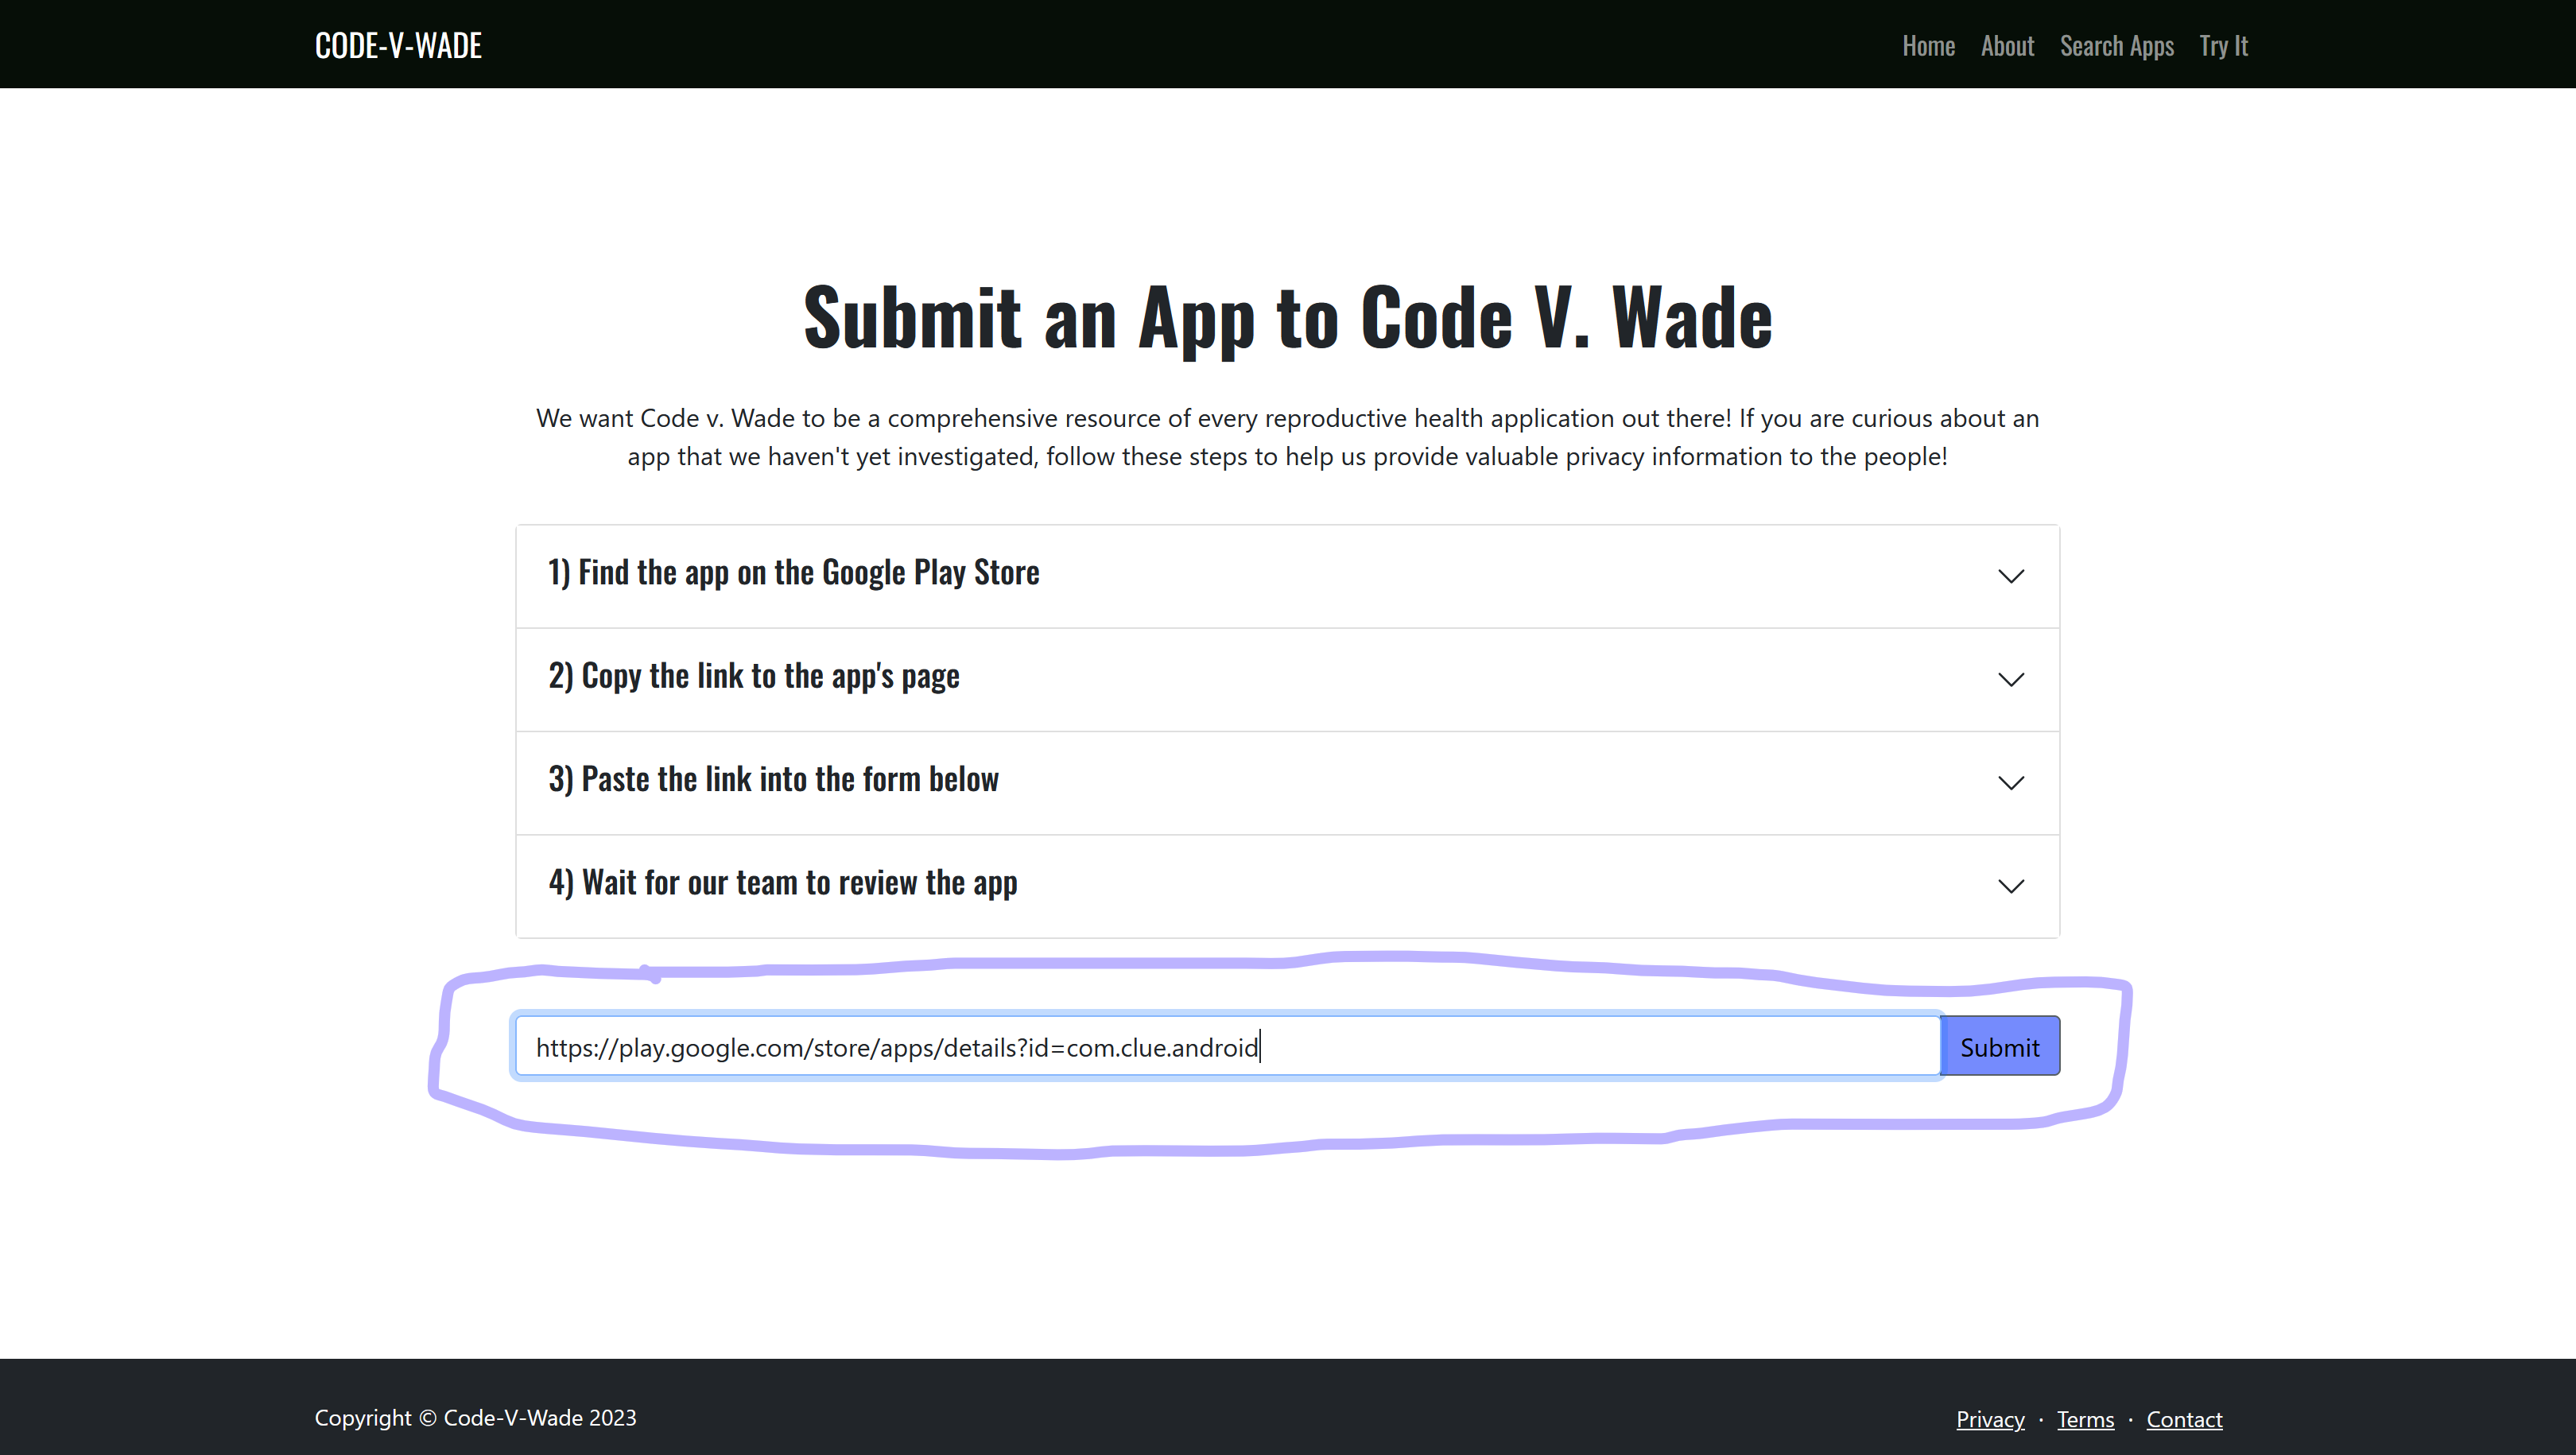 CODE-V-WADE
Home About Search Apps Try It
Submit an App to Code V. Wade
We want Code v. Wade to be a comprehensive resource of every reproductive health application out there! If you are curious about an
app that we haven't yet investigated, follow these steps to help us provide valuable privacy information to the people!
1) Find the app on the Google Play Store
2) Copy the link to the app's page
3) Paste the link into the form below
4) Wait for our team to review the app
https://play.google.com/store/apps/details?id=com.clue.android Submit
Copyright © Code-V-Wade 2023
Privacy · Terms · Contact